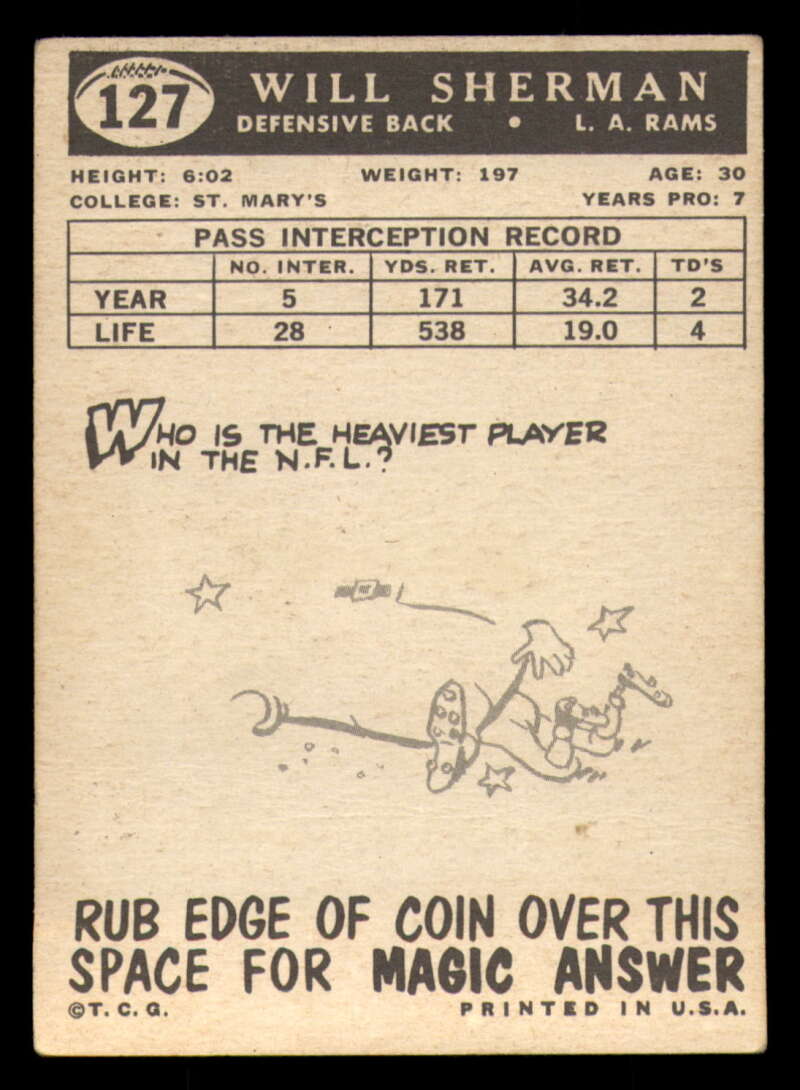 127
WILL SHERMAN
DEFENSIVE BACK • L. A. RAMS
HEIGHT: 6:02 WEIGHT: 197 AGE: 30
COLLEGE: ST. MARY'S YEARS PRO: 7
PASS INTERCEPTION RECORD
NO. INTER. YDS. RET. AVG. RET. TD'S
YEAR 5 171 34.2 2
LIFE 28 538 19.0 4
WHO IS THE HEAVIEST PLAYER
IN THE N.F.L.?
RUB EDGE OF COIN OVER THIS
SPACE FOR MAGIC ANSWER
©T. C. G. PRINTED IN U.S.A.